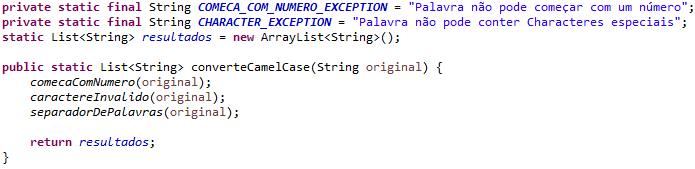 private static final String COMECA_COM_NUMERO_EXCEPTION = "Palavra não pode começar com um número";
private static final String CHARACTER_EXCEPTION = "Palavra não pode conter Characteres especiais";
static List<String> resultados = new ArrayList<String>();
public static List<String> converteCamelCase(String original) {
comecaComNumero(original);
caractereInvalido(original);
separadorDePalavras(original);
return resultados;
}